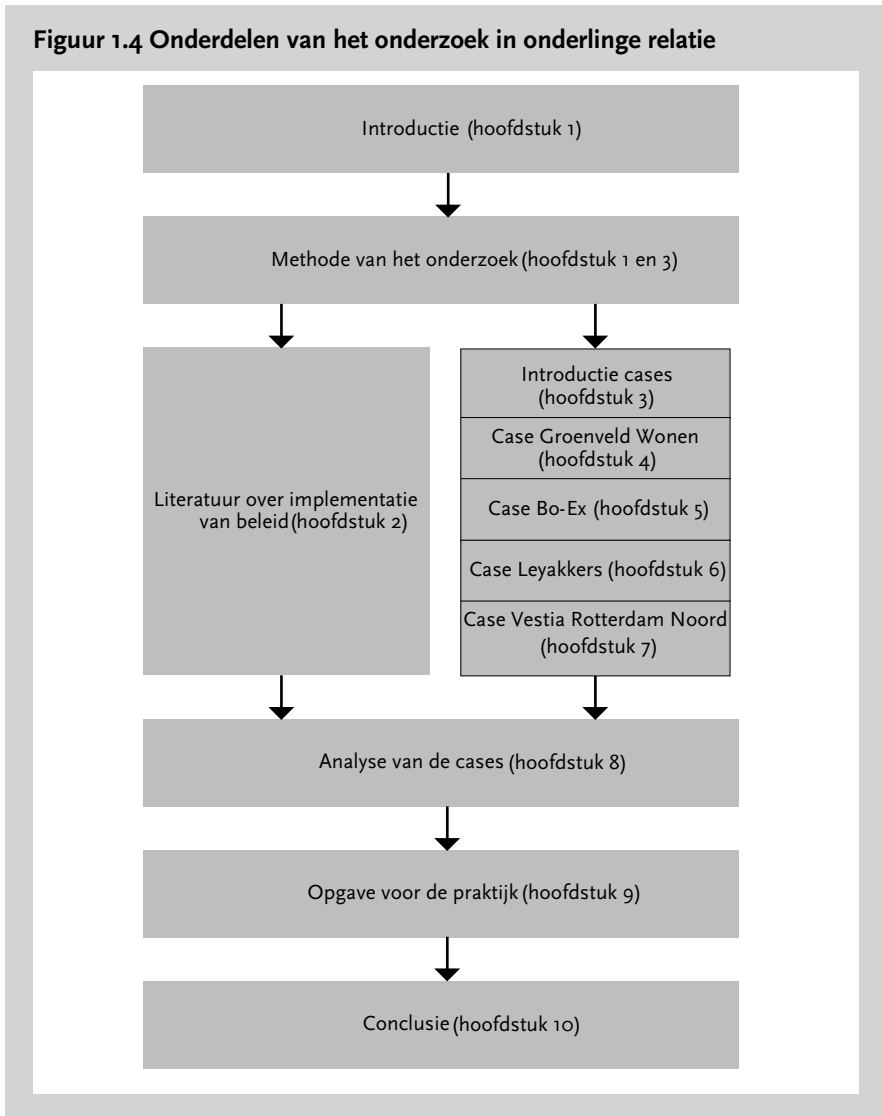 Figuur 1.4 Onderdelen van het onderzoek in onderlinge relatie
Introductie (hoofdstuk 1)
Methode van het onderzoek (hoofdstuk 1 en 3)
Literatuur over implementatie
van beleid (hoofdstuk 2)
Introductie cases
(hoofdstuk 3)
Case Groenveld Wonen
(hoofdstuk 4)
Case Bo-Ex (hoofdstuk 5)
Case Leyakkers (hoofdstuk 6)
Case Vestia Rotterdam Noord
(hoofdstuk 7)
Analyse van de cases (hoofdstuk 8)
Opgave voor de praktijk (hoofdstuk 9)
Conclusie (hoofdstuk 10)